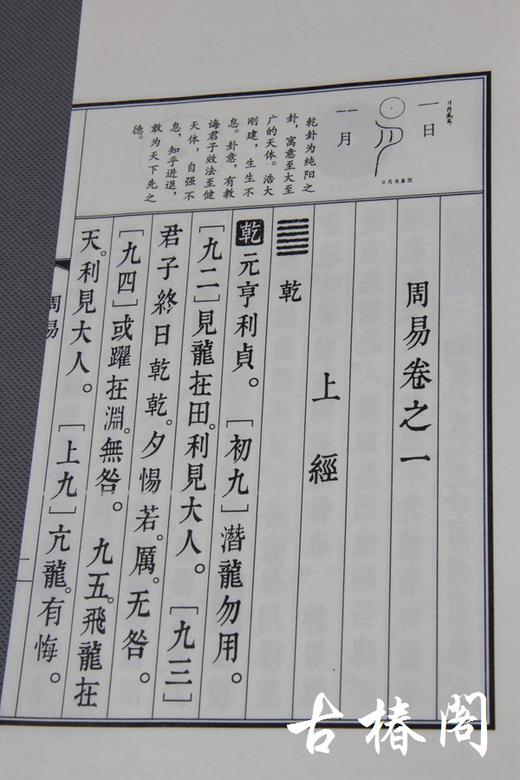 一日
一月
乾卦为纯阳之
卦，寓意至大至
广的天体。浩大
刚建，生生不
息。卦意，有教
诲君子效法至健
天体，自强不
息，知乎进退，
敢为天下先之
德。
周易卷之一
上經
乾
乾元亨利貞。［初九］潛龍勿用。
［九二］見龍在田。利見大人。［九三］
君子終日乾乾。夕惕若。厲。无咎。
［九四］或躍在淵。無咎。九五。飛龍在
天。利見大人。［上九］亢龍。有悔。
周易
二
古椿阁